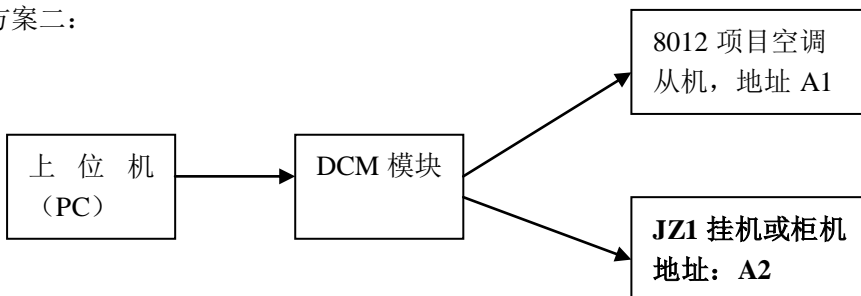 方案二：
8012 项目空调
从机，地址 A1
上位机
（PC）
DCM 模块
JZ1 挂机或柜机
地址：A2